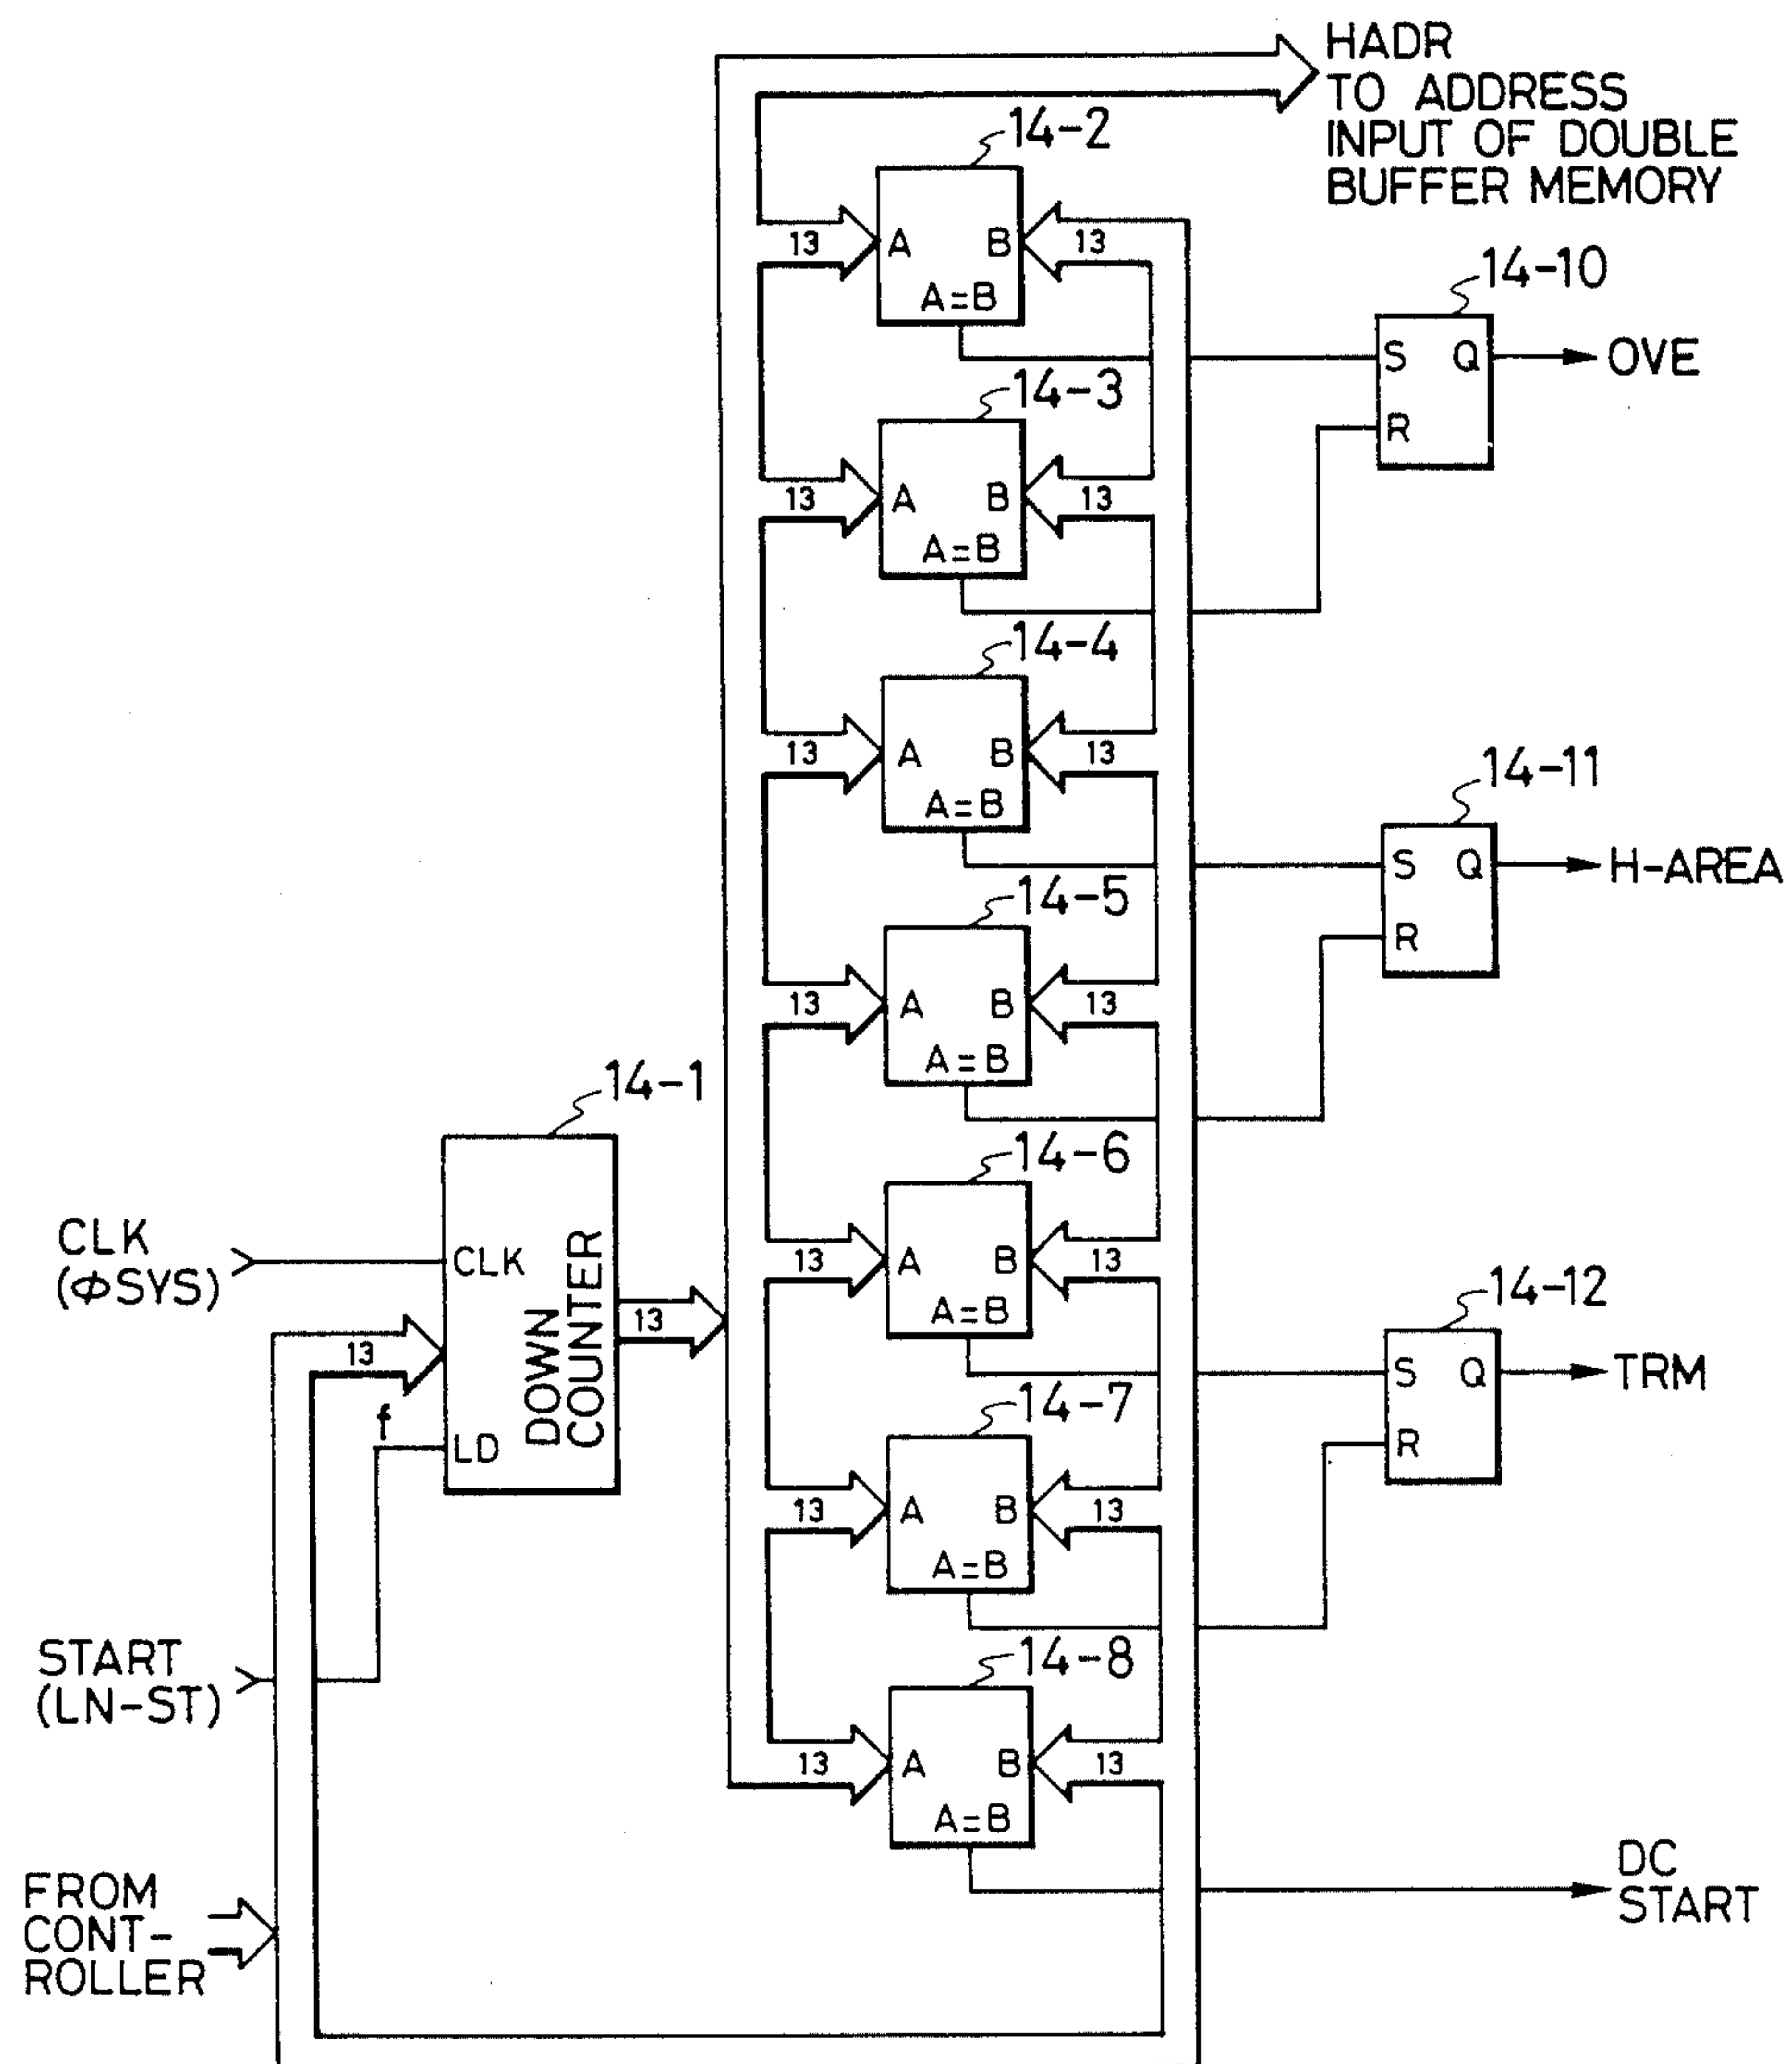 HADR
TO ADDRESS
INPUT OF DOUBLE
BUFFER MEMORY
14-2
13
A
B
13
A=B
14-10
S
Q
OVE
R
14-3
13
A
B
13
A=B
14-4
13
A
B
13
A=B
14-11
S
Q
H-AREA
R
14-5
13
A
B
13
A=B
14-1
CLK
(ϕSYS)
CLK
13
LD
f
DOWN
COUNTER
13
14-6
13
A
B
13
A=B
14-12
S
Q
TRM
R
14-7
13
A
B
13
A=B
START
(LN-ST)
14-8
13
A
B
13
A=B
DC
START
FROM
CONT-
ROLLER